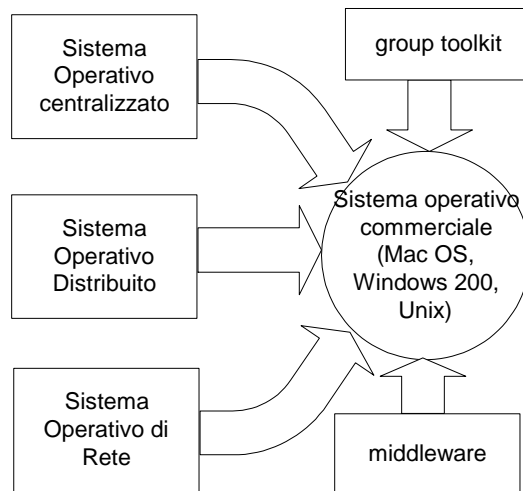 Sistema
Operativo
centralizzato
group toolkit
Sistema
Operativo
Distribuito
Sistema operativo
commerciale
(Mac OS,
Windows 200,
Unix)
Sistema
Operativo di
Rete
middleware